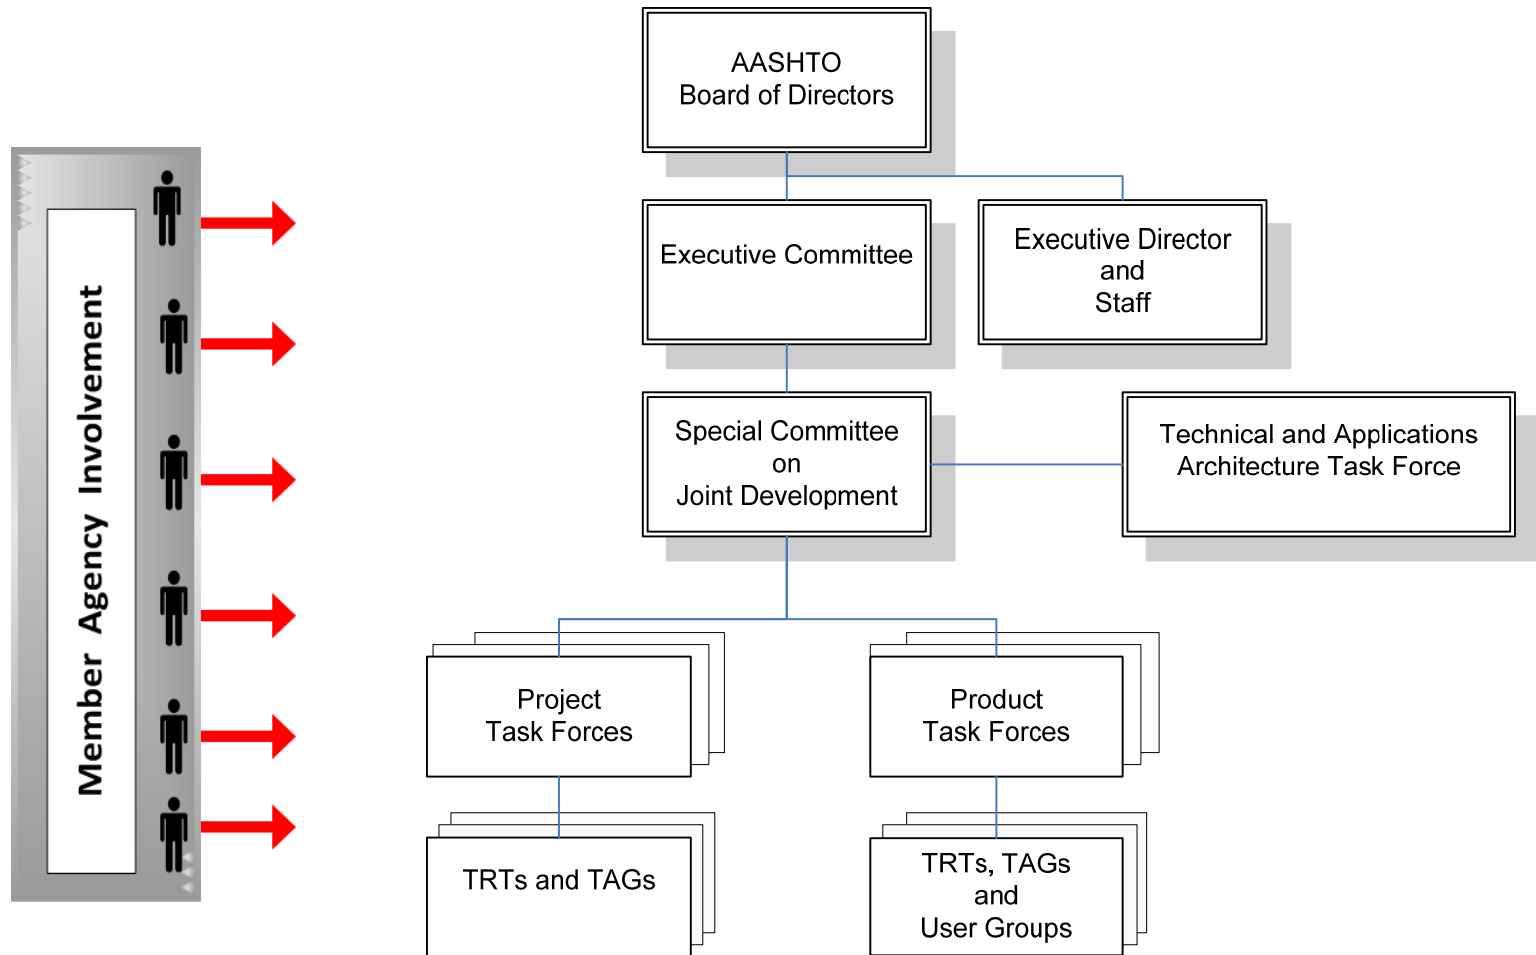 AASHTO
Board of Directors
Executive Committee
Executive Director
and
Staff
Member Agency Involvement
Special Committee
on
Joint Development
Technical and Applications
Architecture Task Force
Project
Task Forces
Product
Task Forces
TRTs and TAGs
TRTs, TAGs
and
User Groups